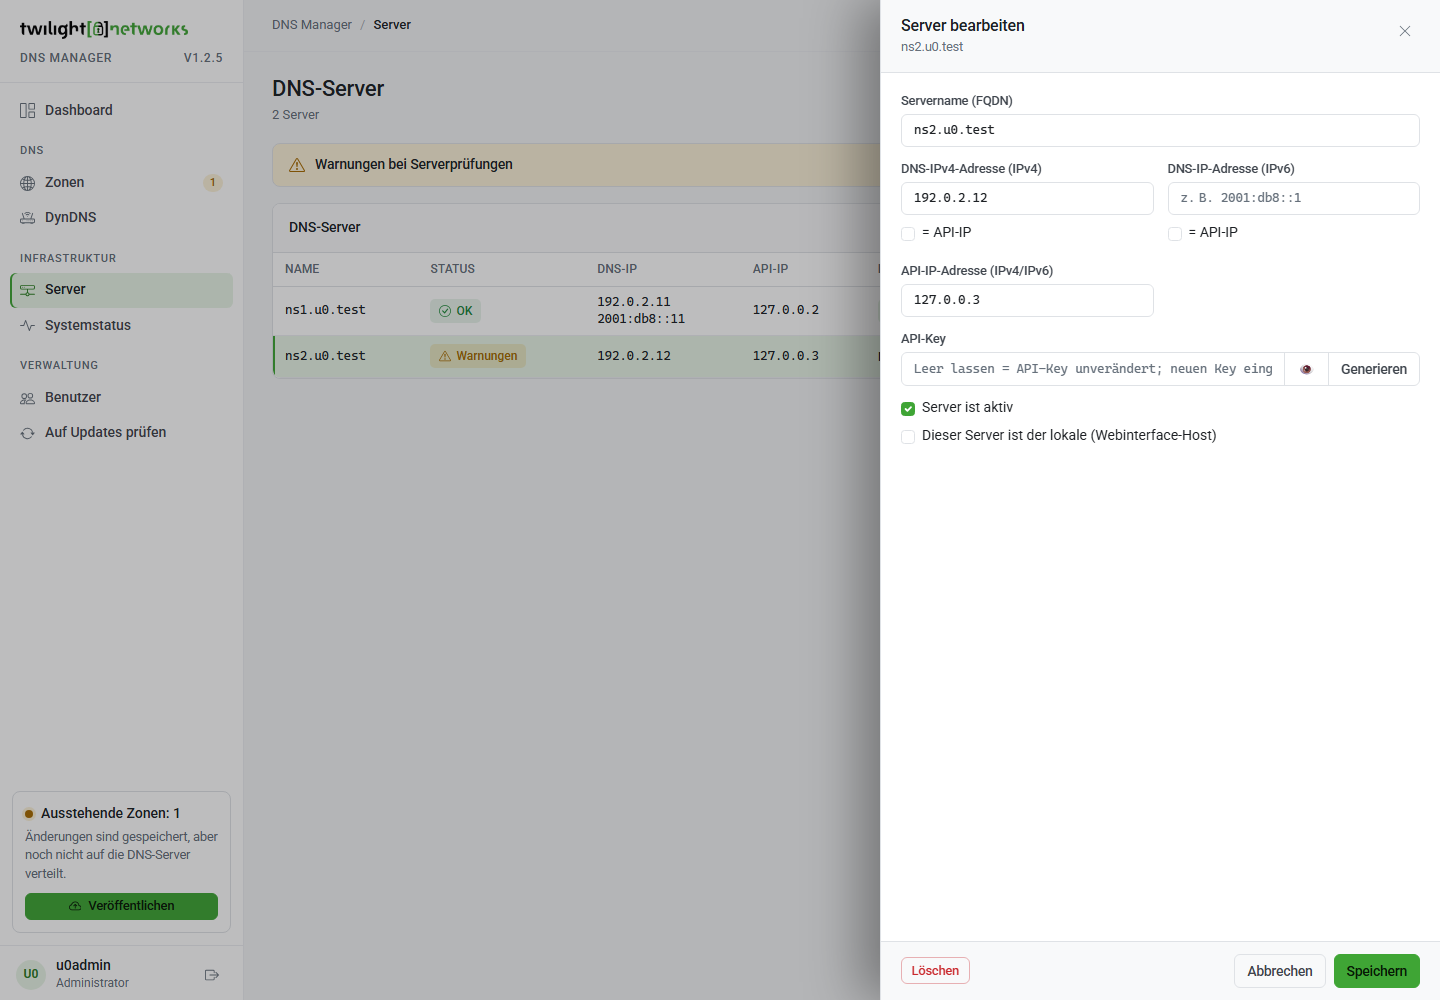 twilight[]networks
DNS MANAGER V1.2.5
Dashboard
DNS
Zonen 1
DynDNS
INFRASTRUKTUR
Server
Systemstatus
VERWALTUNG
Benutzer
Auf Updates prüfen
Ausstehende Zonen: 1
Änderungen sind gespeichert, aber
noch nicht auf die DNS-Server
verteilt.
Veröffentlichen
U0
u0admin
Administrator
DNS Manager / Server
DNS-Server
2 Server
Warnungen bei Serverprüfungen
DNS-Server
NAME STATUS DNS-IP API-IP
ns1.u0.test OK 192.0.2.11 127.0.0.2
2001:db8::11
ns2.u0.test Warnungen 192.0.2.12 127.0.0.3
Server bearbeiten
ns2.u0.test
Servername (FQDN)
ns2.u0.test
DNS-IPv4-Adresse (IPv4) DNS-IP-Adresse (IPv6)
192.0.2.12 z. B. 2001:db8::1
= API-IP = API-IP
API-IP-Adresse (IPv4/IPv6)
127.0.0.3
API-Key
Leer lassen = API-Key unverändert; neuen Key eing Generieren
Server ist aktiv
Dieser Server ist der lokale (Webinterface-Host)
Löschen Abbrechen Speichern